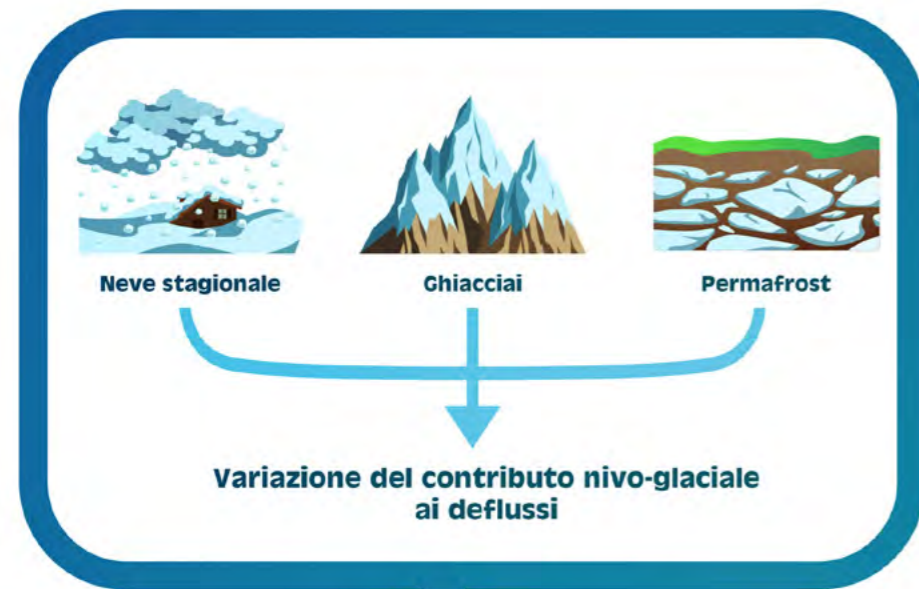 Neve stagionale
Ghiacciai
Permafrost
Variazione del contributo nivo-glaciale
ai deflussi